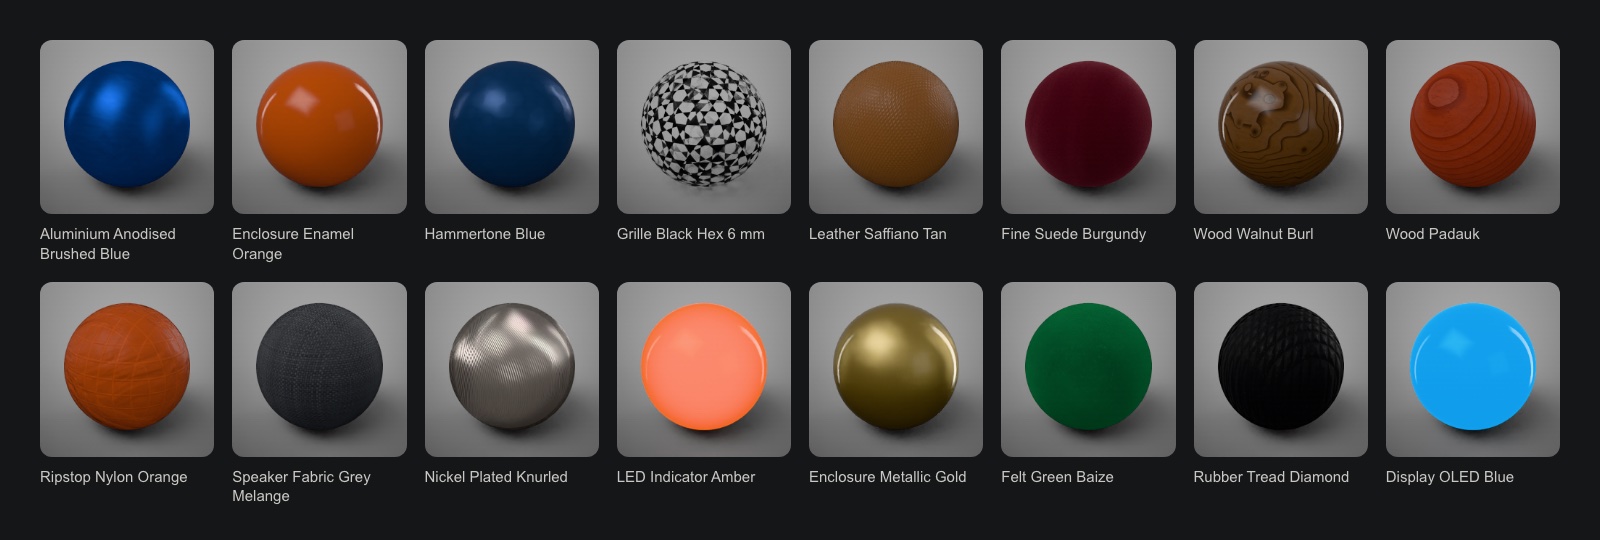 Aluminium Anodised
Brushed Blue
Enclosure Enamel
Orange
Hammertone Blue
Grille Black Hex 6 mm
Leather Saffiano Tan
Fine Suede Burgundy
Wood Walnut Burl
Wood Padauk
Ripstop Nylon Orange
Speaker Fabric Grey
Melange
Nickel Plated Knurled
LED Indicator Amber
Enclosure Metallic Gold
Felt Green Baize
Rubber Tread Diamond
Display OLED Blue